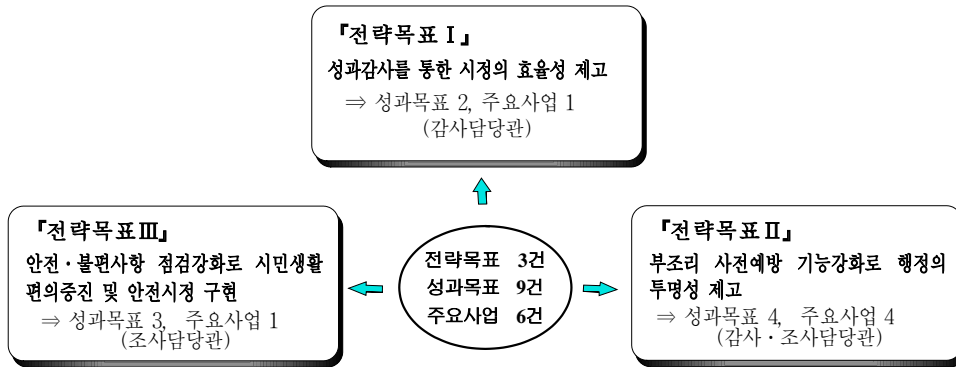 『전략목표Ⅰ』
성과감사를 통한 시정의 효율성 제고
⇒ 성과목표 2, 주요사업 1
(감사담당관)
『전략목표Ⅲ』
안전·불편사항 점검강화로 시민생활
편의증진 및 안전시정 구현
⇒ 성과목표 3, 주요사업 1
(조사담당관)
전략목표 3건
성과목표 9건
주요사업 6건
『전략목표Ⅱ』
부조리 사전예방 기능강화로 행정의
투명성 제고
⇒ 성과목표 4, 주요사업 4
(감사·조사담당관)